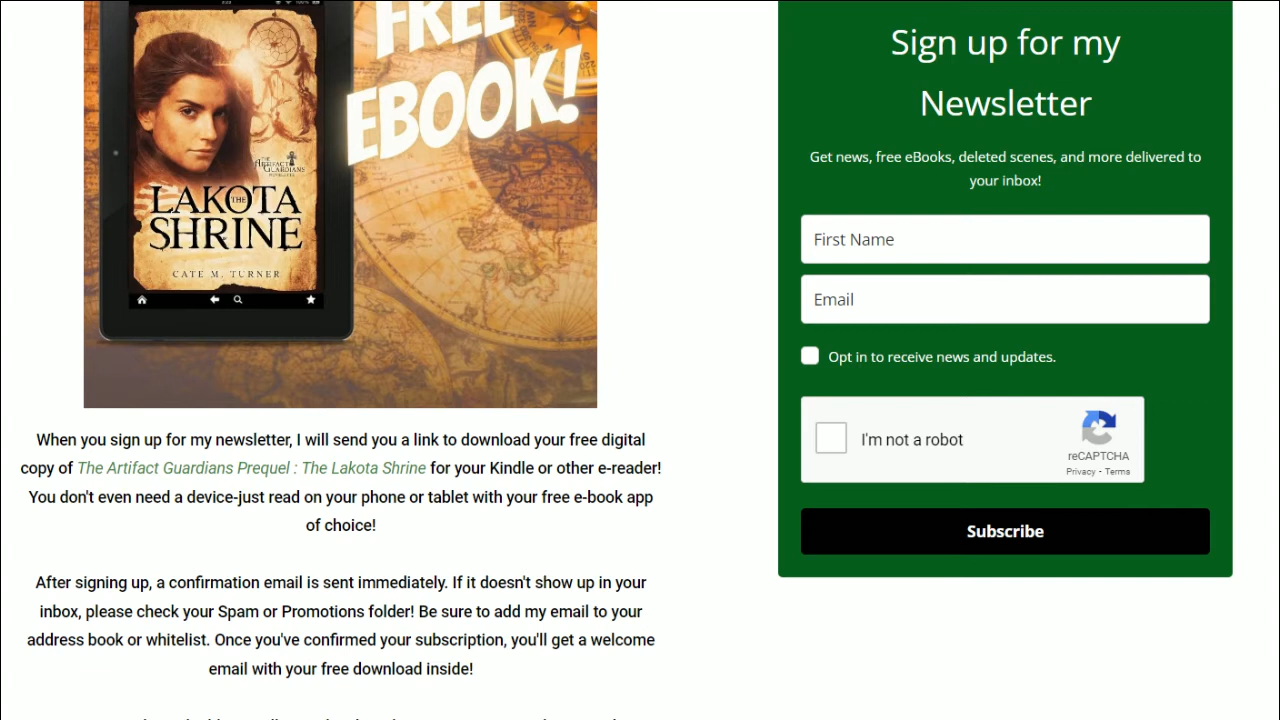 FREE
EBOOK!
THE
ARTIFACT
GUARDIANS
LAKOTA
THE
SHRINE
CATE M. TURNER
When you sign up for my newsletter, I will send you a link to download your free digital
copy of The Artifact Guardians Prequel : The Lakota Shrine for your Kindle or other e-reader!
You don't even need a device-just read on your phone or tablet with your free e-book app
of choice!
After signing up, a confirmation email is sent immediately. If it doesn't show up in your
inbox, please check your Spam or Promotions folder! Be sure to add my email to your
address book or whitelist. Once you've confirmed your subscription, you'll get a welcome
email with your free download inside!
Sign up for my
Newsletter
Get news, free eBooks, deleted scenes, and more delivered to
your inbox!
First Name
Email
Opt in to receive news and updates.
I'm not a robot
reCAPTCHA
Privacy - Terms
Subscribe